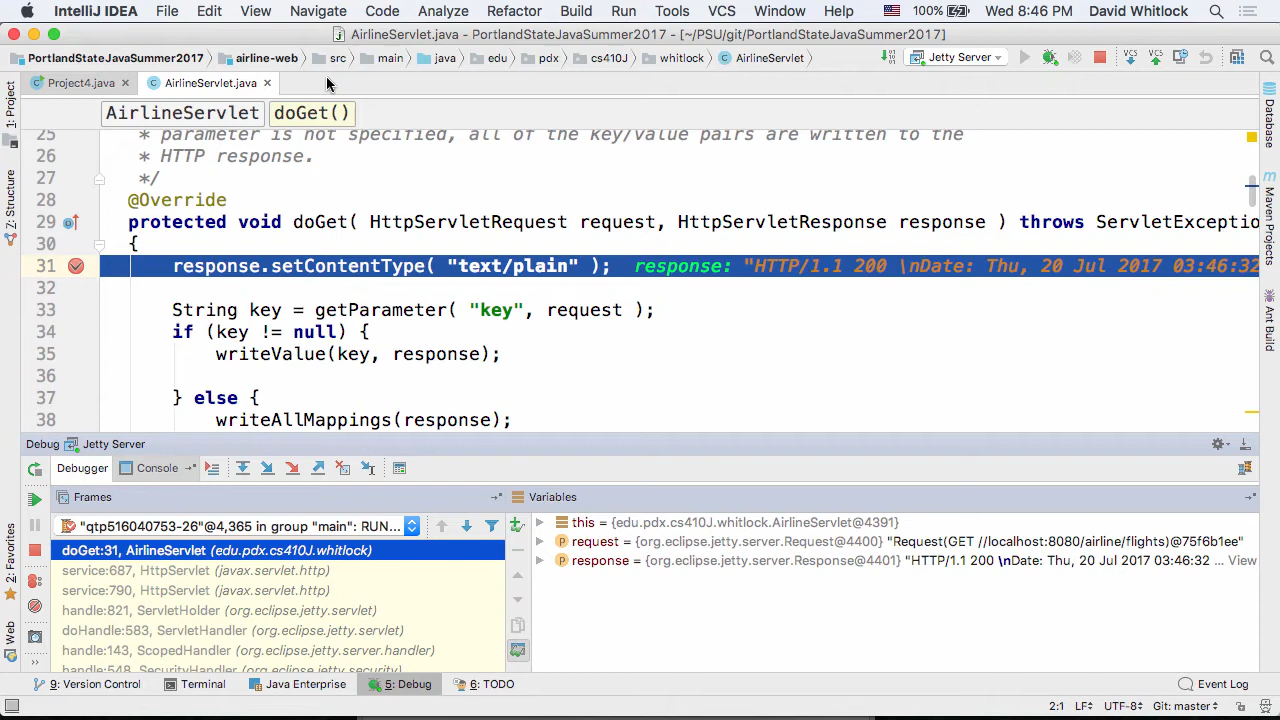 IntelliJ IDEA File Edit View Navigate Code Analyze Refactor Build Run Tools VCS Window Help 100% Wed 8:46 PM David Whitlock
AirlineServlet.java - PortlandStateJavaSummer2017 - [~/PSU/git/PortlandStateJavaSummer2017]
PortlandStateJavaSummer2017 airline-web src main java edu pdx cs410J whitlock AirlineServlet Jetty Server VCS VCS
Project4.java AirlineServlet.java
AirlineServlet doGet()
25 * parameter is not specified, all of the key/value pairs are written to the
26 * HTTP response.
27 */
28 @Override
29 protected void doGet( HttpServletRequest request, HttpServletResponse response ) throws ServletException
30 {
31 response.setContentType( "text/plain" ); response: "HTTP/1.1 200 \nDate: Thu, 20 Jul 2017 03:46:32
32
33 String key = getParameter( "key", request );
34 if (key != null) {
35 writeValue(key, response);
36
37 } else {
38 writeAllMappings(response);
1: Project
7: Structure
2: Favorites
Web
Database
Maven Projects
Ant Build
Debug Jetty Server
Debugger Console
Frames Variables
"qtp516040753-26"@4,365 in group "main": RUN...
doGet:31, AirlineServlet (edu.pdx.cs410J.whitlock)
service:687, HttpServlet (javax.servlet.http)
service:790, HttpServlet (javax.servlet.http)
handle:821, ServletHolder (org.eclipse.jetty.servlet)
doHandle:583, ServletHandler (org.eclipse.jetty.servlet)
handle:143, ScopedHandler (org.eclipse.jetty.server.handler)
handle:548, SecurityHandler (org.eclipse.jetty.security)
this = {edu.pdx.cs410J.whitlock.AirlineServlet@4391}
request = {org.eclipse.jetty.server.Request@4400} "Request(GET //localhost:8080/airline/flights)@75f6b1ee"
response = {org.eclipse.jetty.server.Response@4401} "HTTP/1.1 200 \nDate: Thu, 20 Jul 2017 03:46:32 ... View
9: Version Control Terminal Java Enterprise 5: Debug 6: TODO Event Log
2:1 LF÷ UTF-8÷ Git: master÷